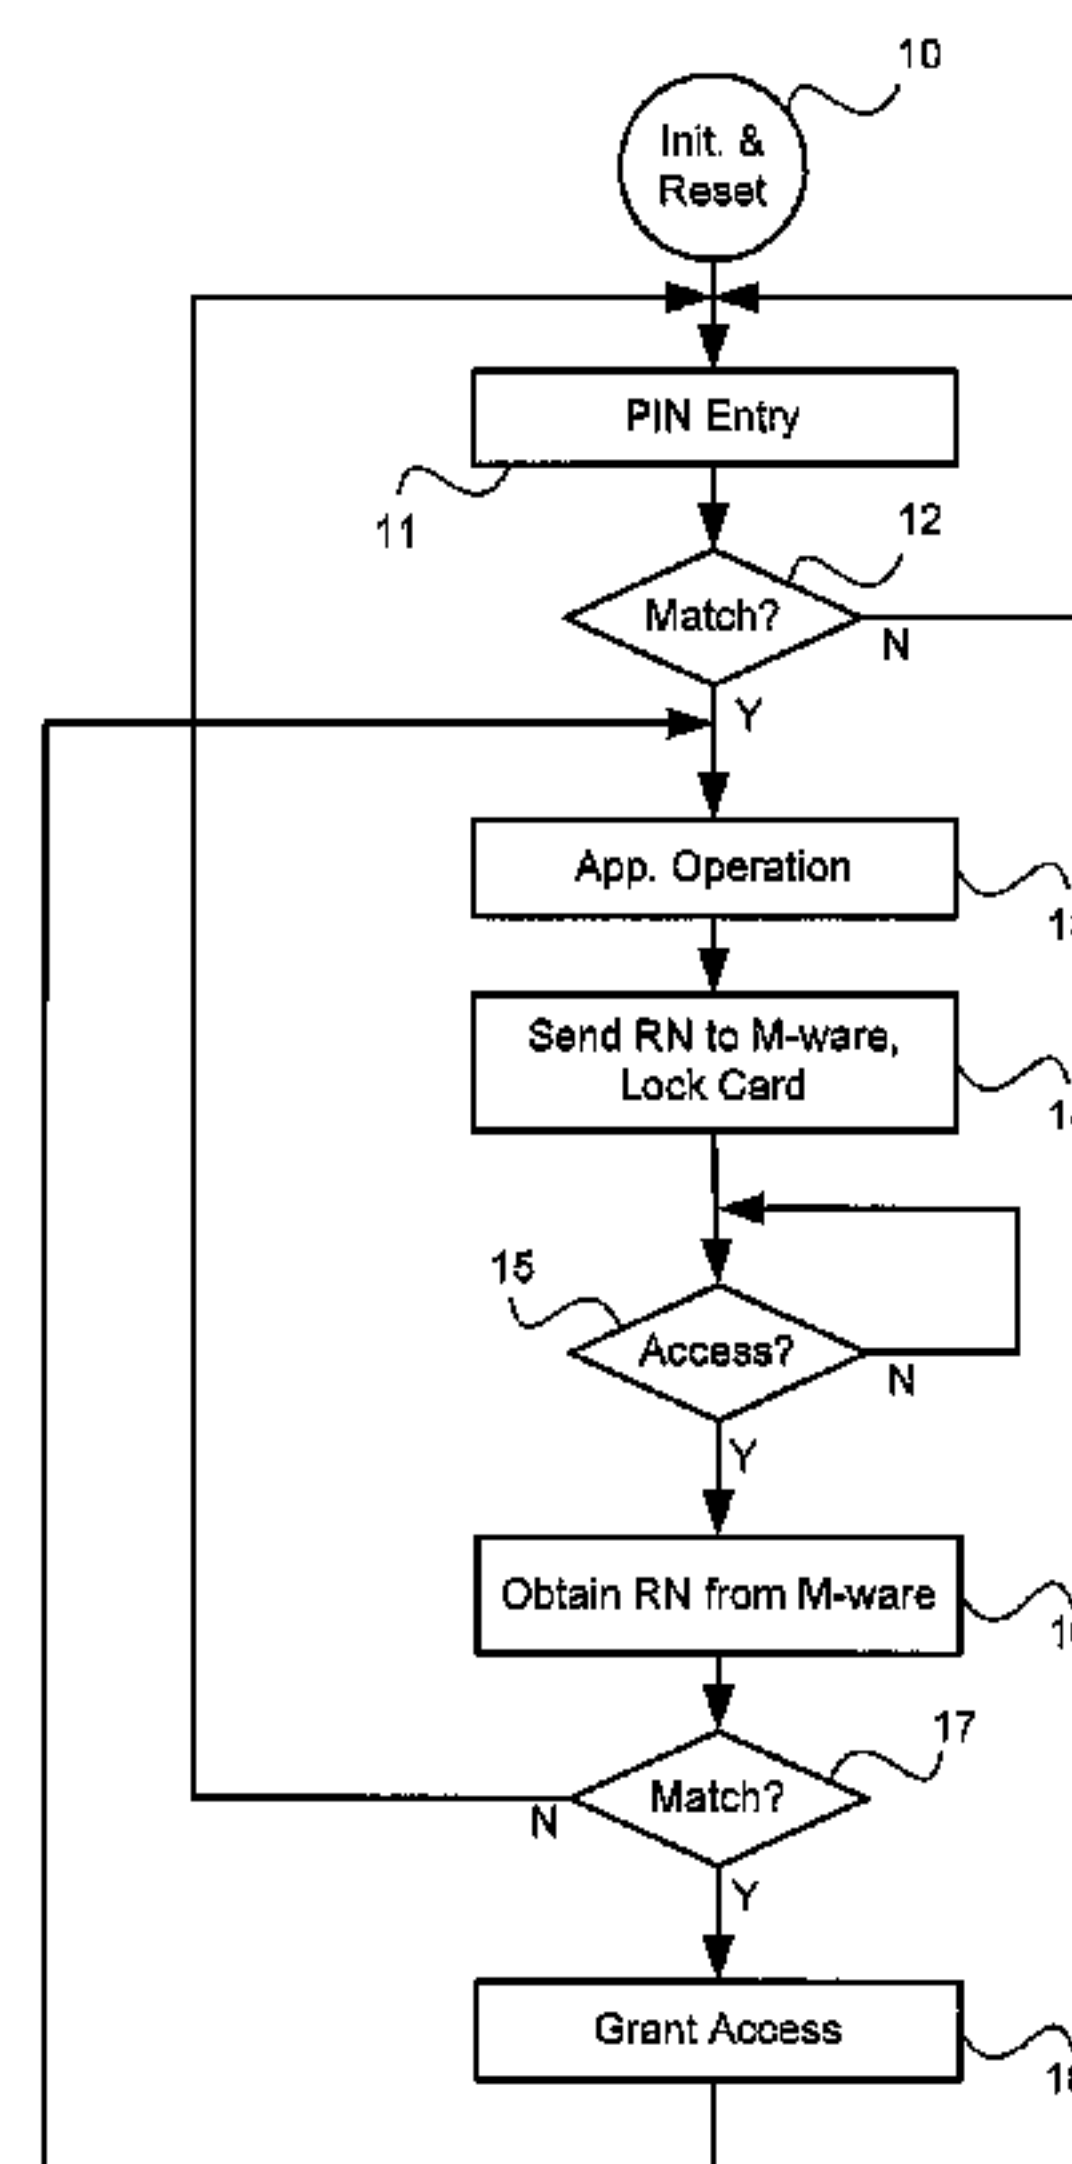 10
Init. &
Reset
PIN Entry
11
12
Match?
N
Y
App. Operation
Send RN to M-ware,
Lock Card
15
Access?
N
Y
Obtain RN from M-ware
17
Match?
N
Y
Grant Access